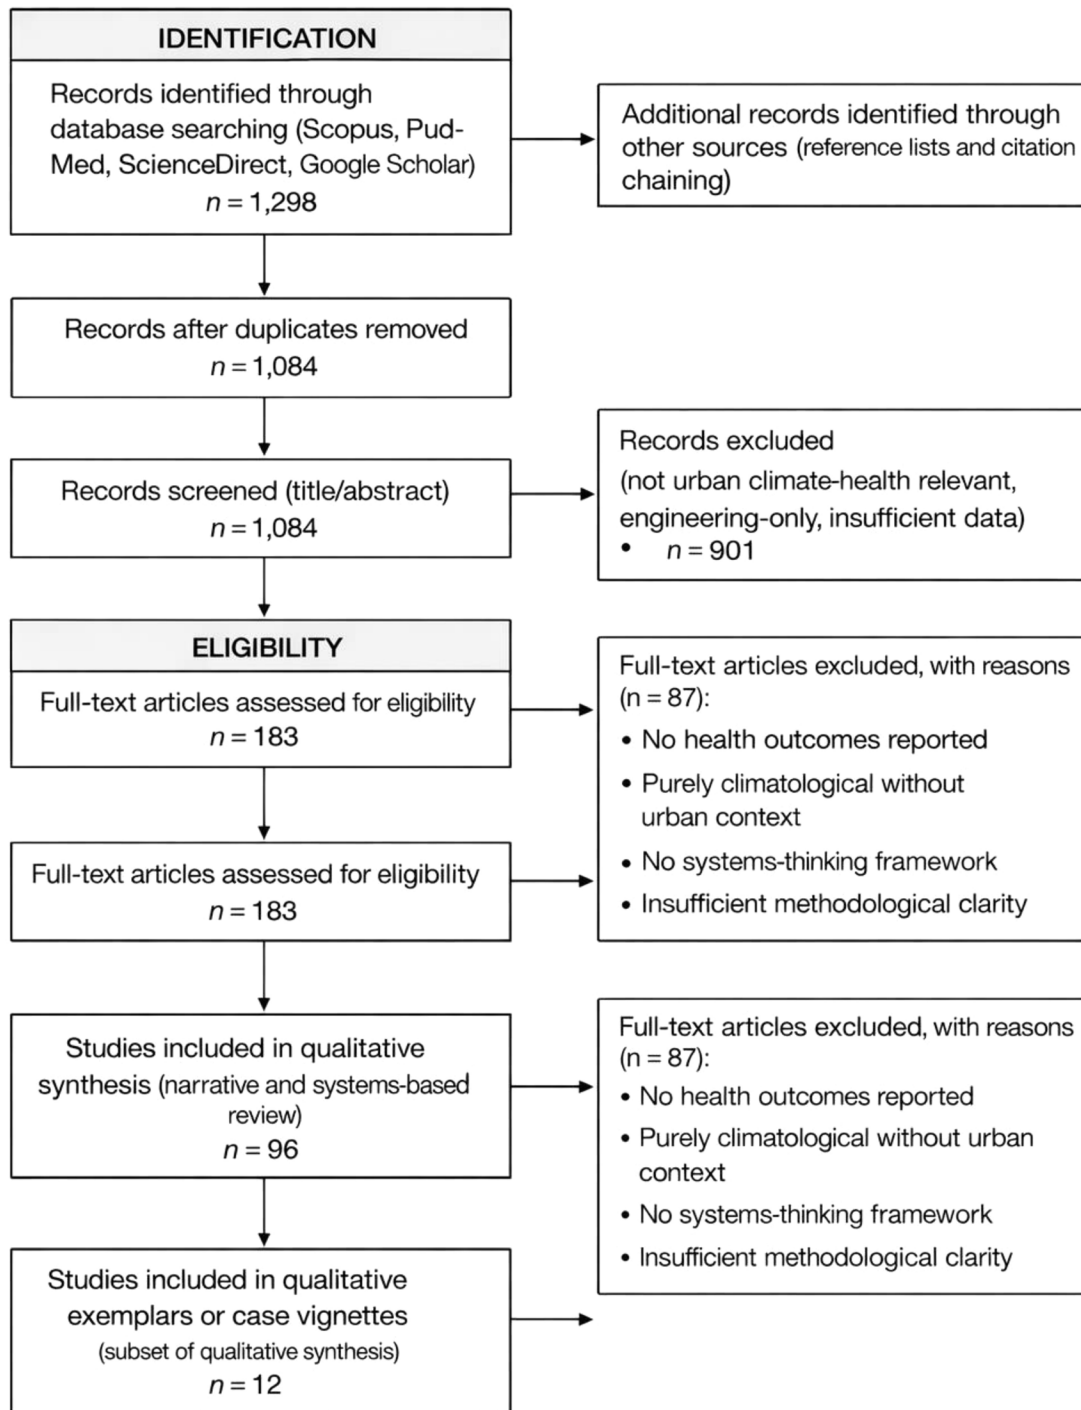 IDENTIFICATION
Records identified through
database searching (Scopus, Pud-
Med, ScienceDirect, Google Scholar)
n = 1,298
Additional records identified through
other sources (reference lists and citation
chaining)
Records after duplicates removed
n = 1,084
Records screened (title/abstract)
n = 1,084
Records excluded
(not urban climate-health relevant,
engineering-only, insufficient data)
• n = 901
ELIGIBILITY
Full-text articles assessed for eligibility
n = 183
Full-text articles excluded, with reasons
(n = 87):
• No health outcomes reported
• Purely climatological without
urban context
• No systems-thinking framework
• Insufficient methodological clarity
Full-text articles assessed for eligibility
n = 183
Studies included in qualitative
synthesis (narrative and systems-based
review)
n = 96
Full-text articles excluded, with reasons
(n = 87):
• No health outcomes reported
• Purely climatological without urban
context
• No systems-thinking framework
• Insufficient methodological clarity
Studies included in qualitative
exemplars or case vignettes
(subset of qualitative synthesis)
n = 12